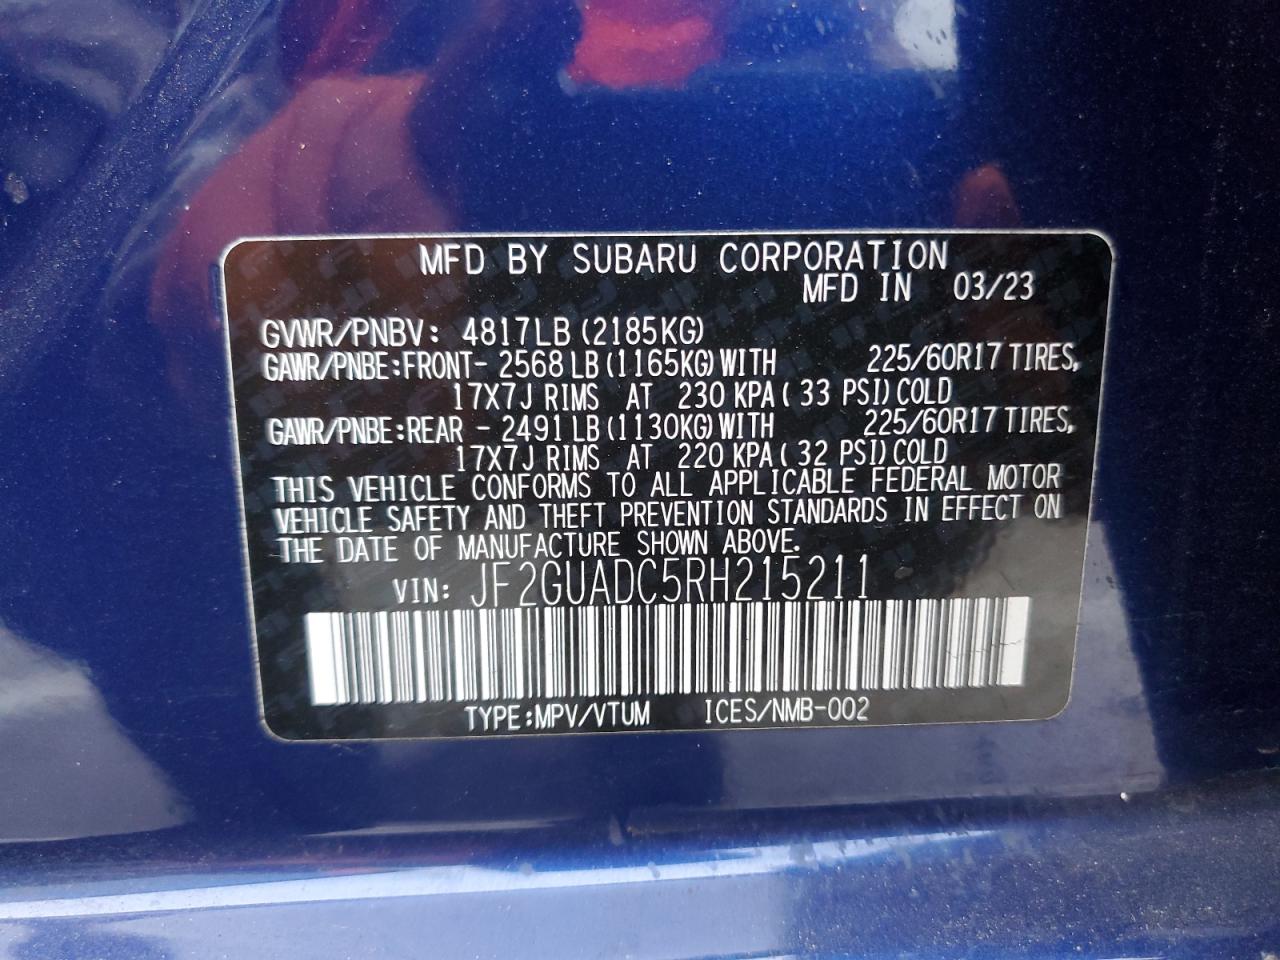 MFD BY SUBARU CORPORATION
MFD IN 03/23
GVWR/PNBV: 4817LB (2185KG)
GAWR/PNBE:FRONT- 2568 LB (1165KG) WITH 225/60R17 TIRES,
17X7J RIMS AT 230 KPA ( 33 PSI) COLD
GAWR/PNBE:REAR - 2491 LB (1130KG) WITH 225/60R17 TIRES,
17X7J RIMS AT 220 KPA ( 32 PSI) COLD
THIS VEHICLE CONFORMS TO ALL APPLICABLE FEDERAL MOTOR
VEHICLE SAFETY AND THEFT PREVENTION STANDARDS IN EFFECT ON
THE DATE OF MANUFACTURE SHOWN ABOVE.
VIN: JF2GUADC5RH215211
TYPE:MPV/VTUM ICES/NMB-002